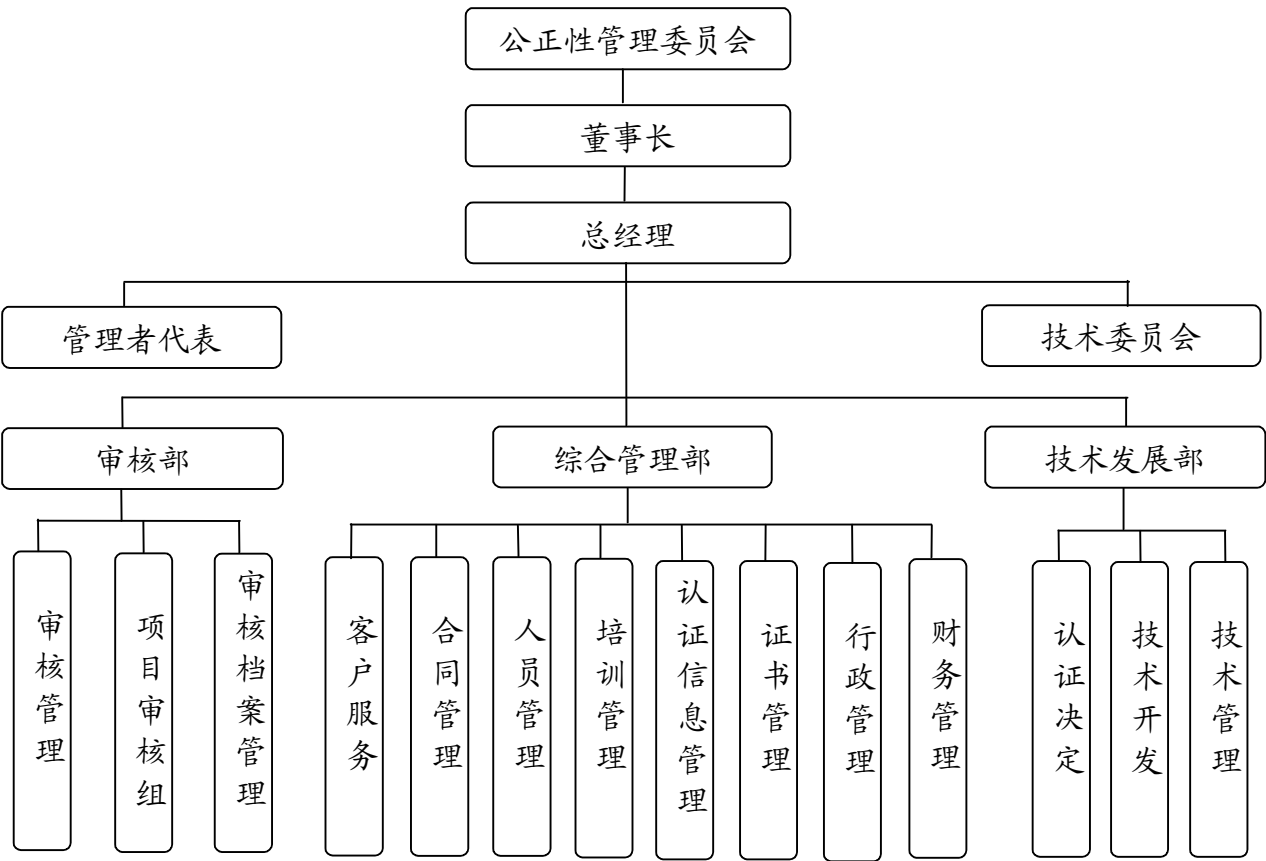 公正性管理委员会
董事长
总经理
管理者代表
技术委员会
审核部
综合管理部
技术发展部
审核管理
项目审核组
审核档案管理
客户服务
合同管理
人员管理
培训管理
认证信息管理
证书管理
行政管理
财务管理
认证决定
技术开发
技术管理